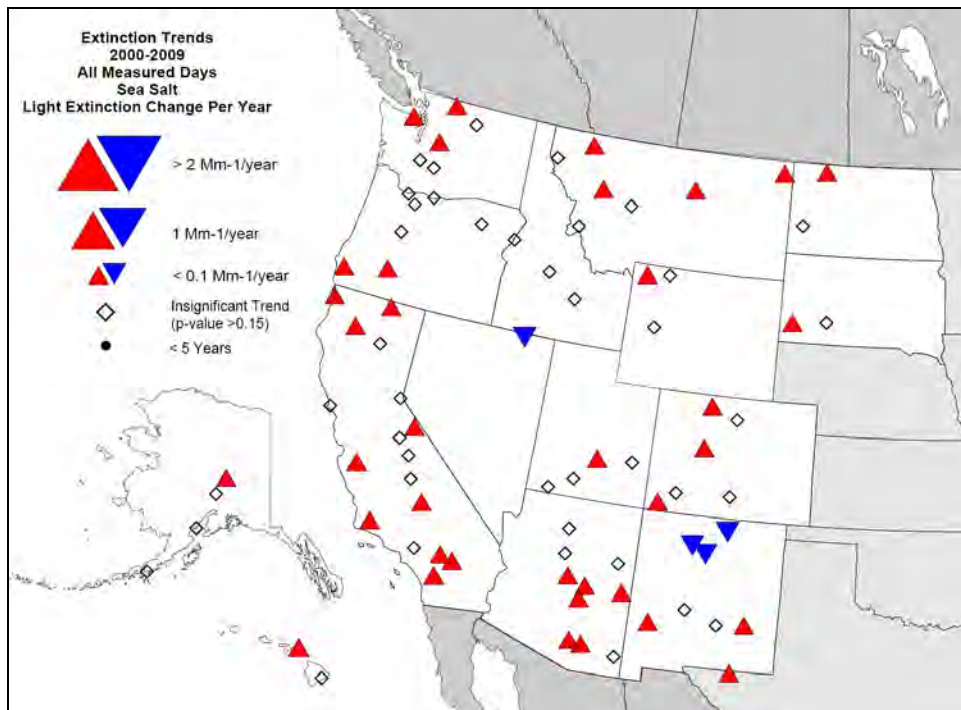 Extinction Trends
2000-2009
All Measured Days
Sea Salt
Light Extinction Change Per Year
> 2 Mm-1/year
1 Mm-1/year
< 0.1 Mm-1/year
Insignificant Trend
(p-value >0.15)
< 5 Years